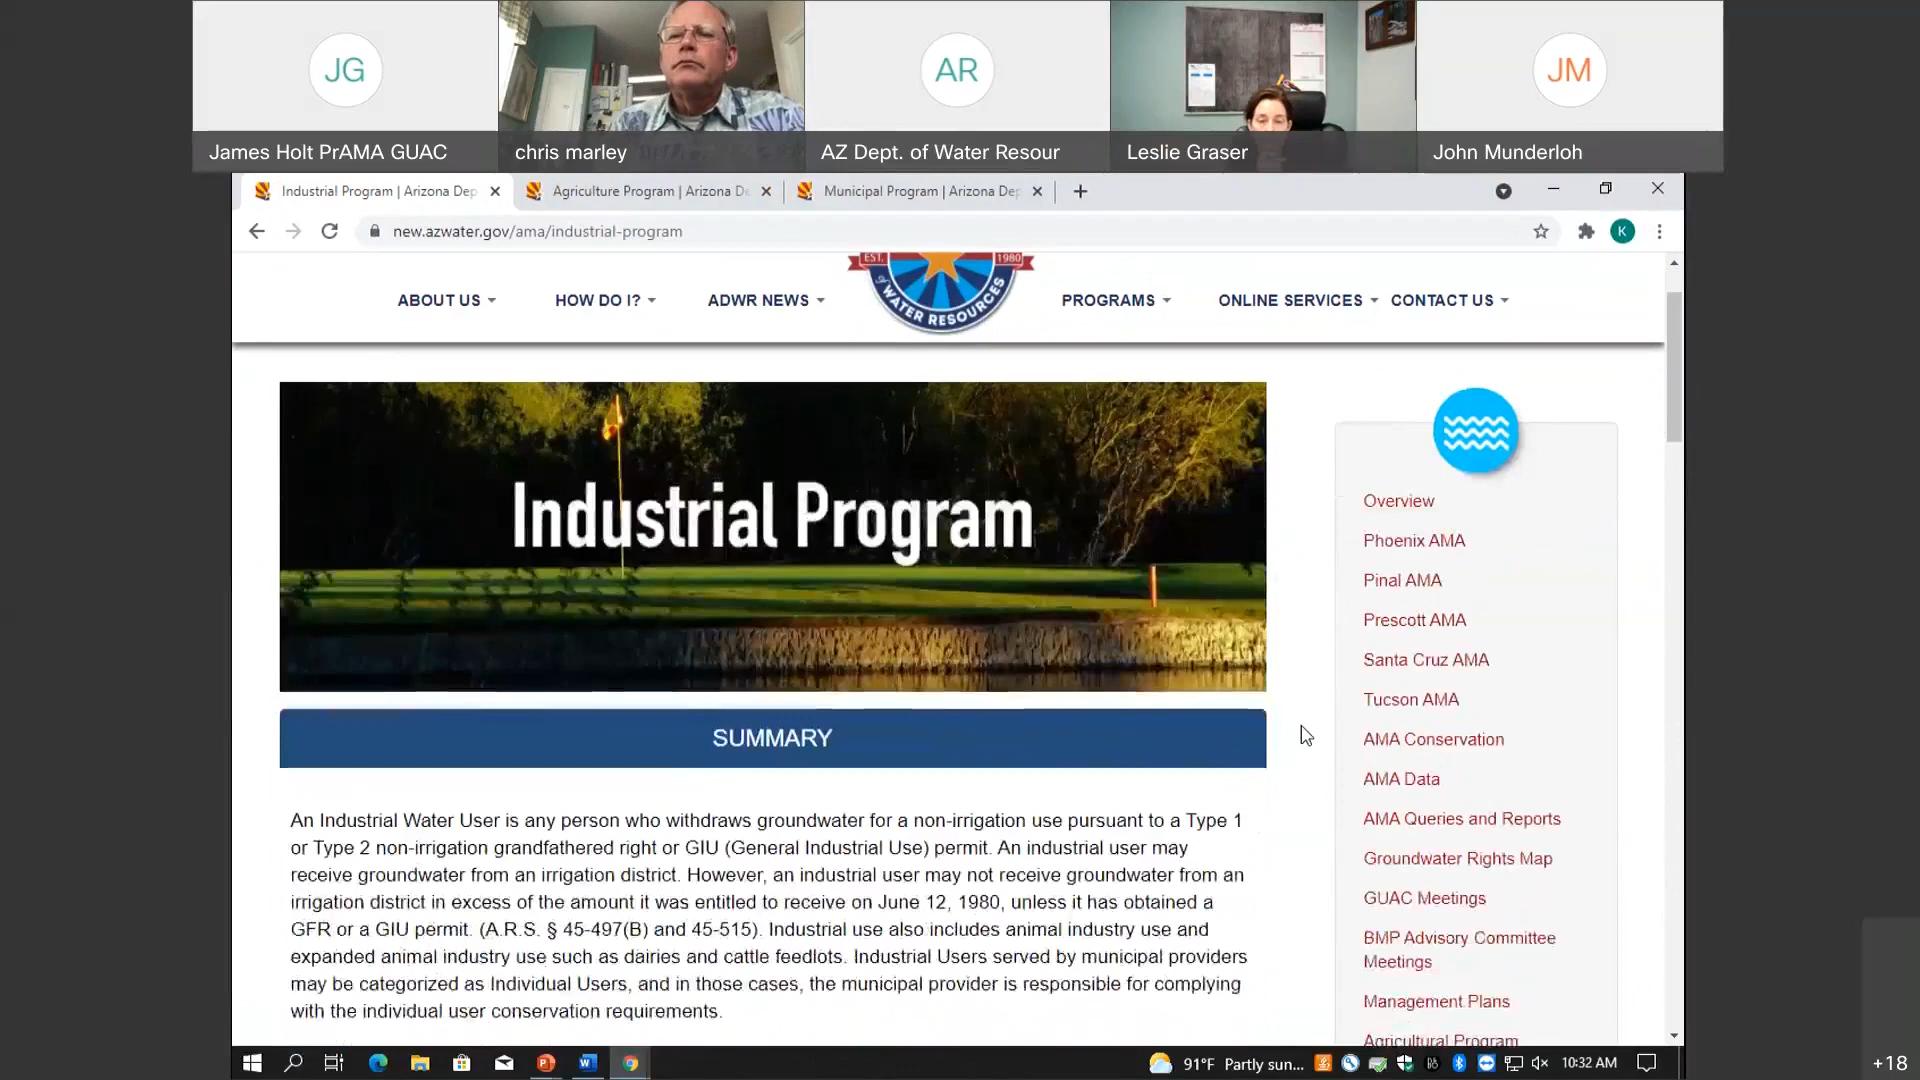 JG
AR
JM
James Holt PrAMA GUAC
chris marley
AZ Dept. of Water Resour
Leslie Graser
John Munderloh
Industrial Program | Arizona Dep
Agriculture Program | Arizona De
Municipal Program | Arizona Dep
new.azwater.gov/ama/industrial-program
K
EST. 1980
of WATER RESOURCES
ABOUT US
HOW DO I?
ADWR NEWS
PROGRAMS
ONLINE SERVICES
CONTACT US
Industrial Program
SUMMARY
An Industrial Water User is any person who withdraws groundwater for a non-irrigation use pursuant to a Type 1
or Type 2 non-irrigation grandfathered right or GIU (General Industrial Use) permit. An industrial user may
receive groundwater from an irrigation district. However, an industrial user may not receive groundwater from an
irrigation district in excess of the amount it was entitled to receive on June 12, 1980, unless it has obtained a
GFR or a GIU permit. (A.R.S. § 45-497(B) and 45-515). Industrial use also includes animal industry use and
expanded animal industry use such as dairies and cattle feedlots. Industrial Users served by municipal providers
may be categorized as Individual Users, and in those cases, the municipal provider is responsible for complying
with the individual user conservation requirements.
Overview
Phoenix AMA
Pinal AMA
Prescott AMA
Santa Cruz AMA
Tucson AMA
AMA Conservation
AMA Data
AMA Queries and Reports
Groundwater Rights Map
GUAC Meetings
BMP Advisory Committee
Meetings
Management Plans
Agricultural Program
91°F Partly sun...
10:32 AM
+18